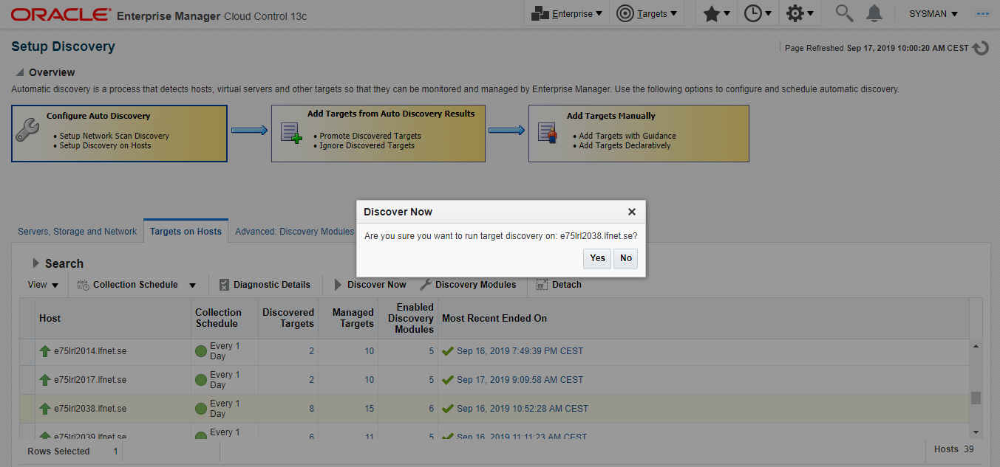 ORACLE® Enterprise Manager Cloud Control 13c
Enterprise Targets SYSMAN
Setup Discovery
Page Refreshed Sep 17, 2019 10:00:20 AM CEST
Overview
Automatic discovery is a process that detects hosts, virtual servers and other targets so that they can be monitored and managed by Enterprise Manager. Use the following options to configure and schedule automatic discovery.
Configure Auto Discovery
• Setup Network Scan Discovery
• Setup Discovery on Hosts
Add Targets from Auto Discovery Results
• Promote Discovered Targets
• Ignore Discovered Targets
Add Targets Manually
• Add Targets with Guidance
• Add Targets Declaratively
Discover Now
Are you sure you want to run target discovery on: e75lrl2038.lfnet.se?
Yes No
Servers, Storage and Network Targets on Hosts Advanced: Discovery Modules
Search
View Collection Schedule Diagnostic Details Discover Now Discovery Modules Detach
Host Collection Schedule Discovered Targets Managed Targets Enabled Discovery Modules Most Recent Ended On
e75lrl2014.lfnet.se Every 1 Day 2 10 5 Sep 16, 2019 7:49:39 PM CEST
e75lrl2017.lfnet.se Every 1 Day 2 10 5 Sep 17, 2019 9:09:58 AM CEST
e75lrl2038.lfnet.se Every 1 Day 8 15 6 Sep 16, 2019 10:52:28 AM CEST
e75lrl2039.lfnet.se Every 1 6 11 5 Sep 16, 2019 11:11:23 AM CEST
Rows Selected 1 Hosts 39